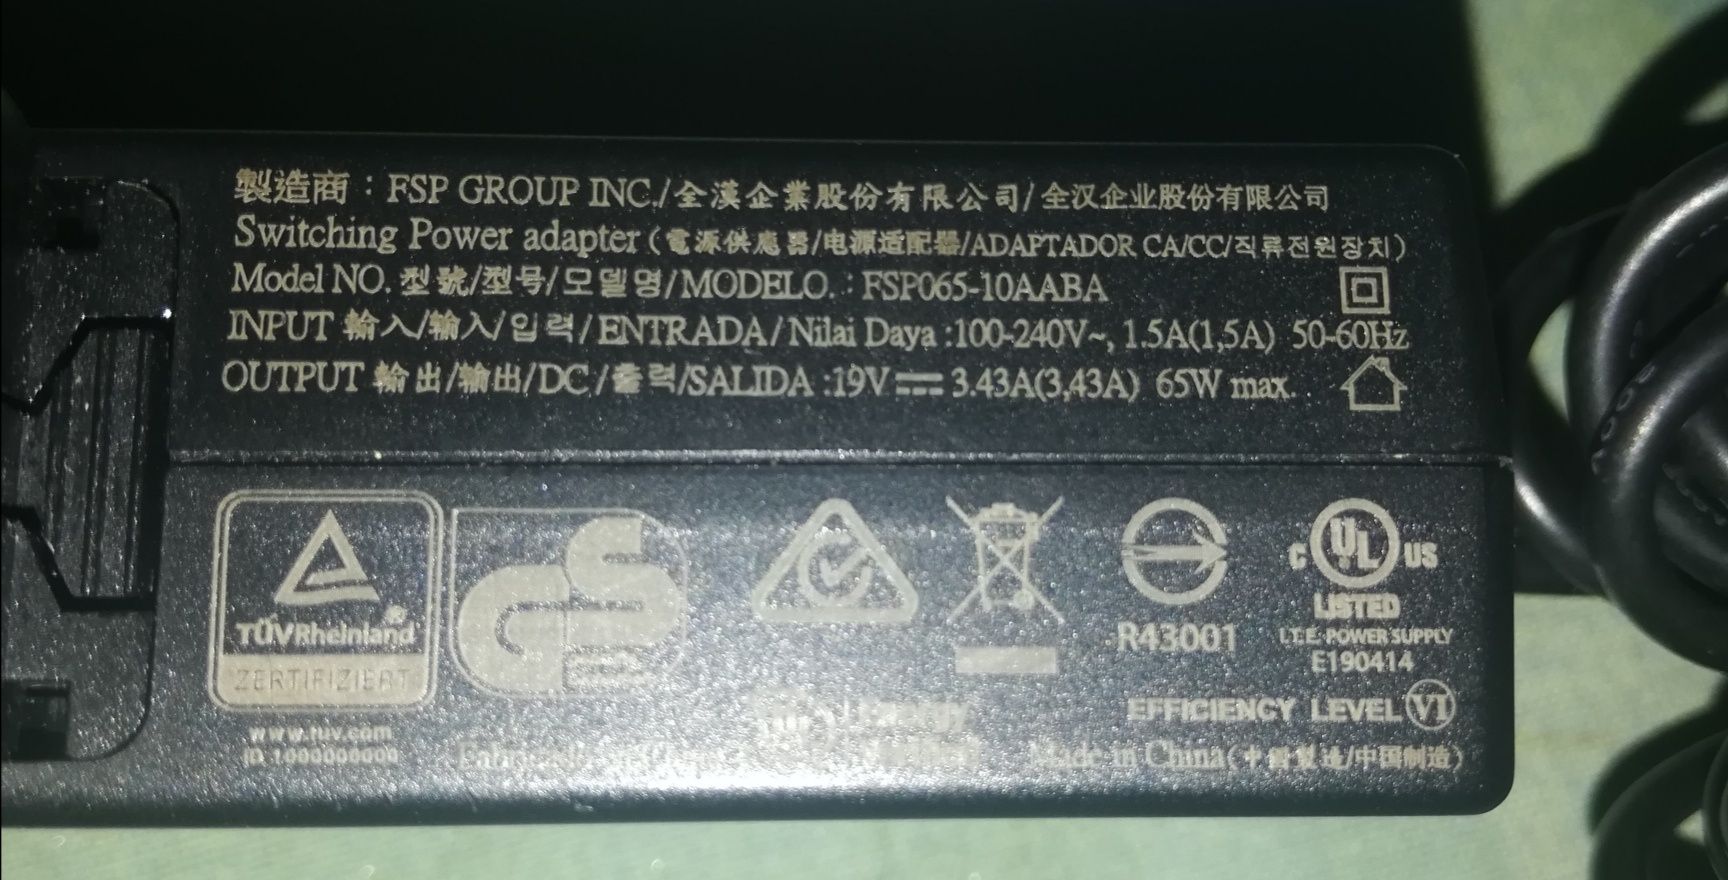 製造商：FSP GROUP INC./全漢企業股份有限公司/全汉企业股份有限公司
Switching Power adapter (電源供應器/电源适配器/ADAPTADOR CA/CC/직류전원장치)
Model NO. 型號/型号/모델명/MODELO. : FSP065-10AABA
INPUT 輸入/输入/입력/ENTRADA/Nilai Daya :100-240V~, 1.5A(1,5A) 50-60Hz
OUTPUT 輸出/输出/DC/출력/SALIDA :19V⎓3.43A(3,43A) 65W max.
TÜVRheinland®
ZERTIFIZIERT
www.tuv.com
ID 1000000000
GS
R43001
C UL US
LISTED
I.T.E. POWER SUPPLY
E190414
EFFICIENCY LEVEL VI
Made in China(中國製造/中国制造)